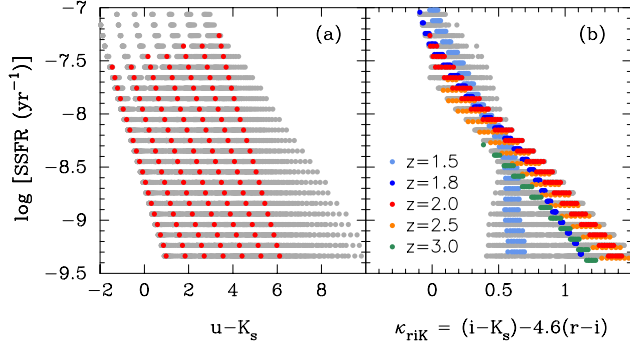 −7
−7.5
−8
−8.5
−9
−9.5
log [SSFR (yr⁻¹)]
(a)
(b)
z=1.5
z=1.8
z=2.0
z=2.5
z=3.0
−2 0 2 4 6 8
0 0.5 1
u−Kₛ
κ_riK = (i−Kₛ)−4.6(r−i)